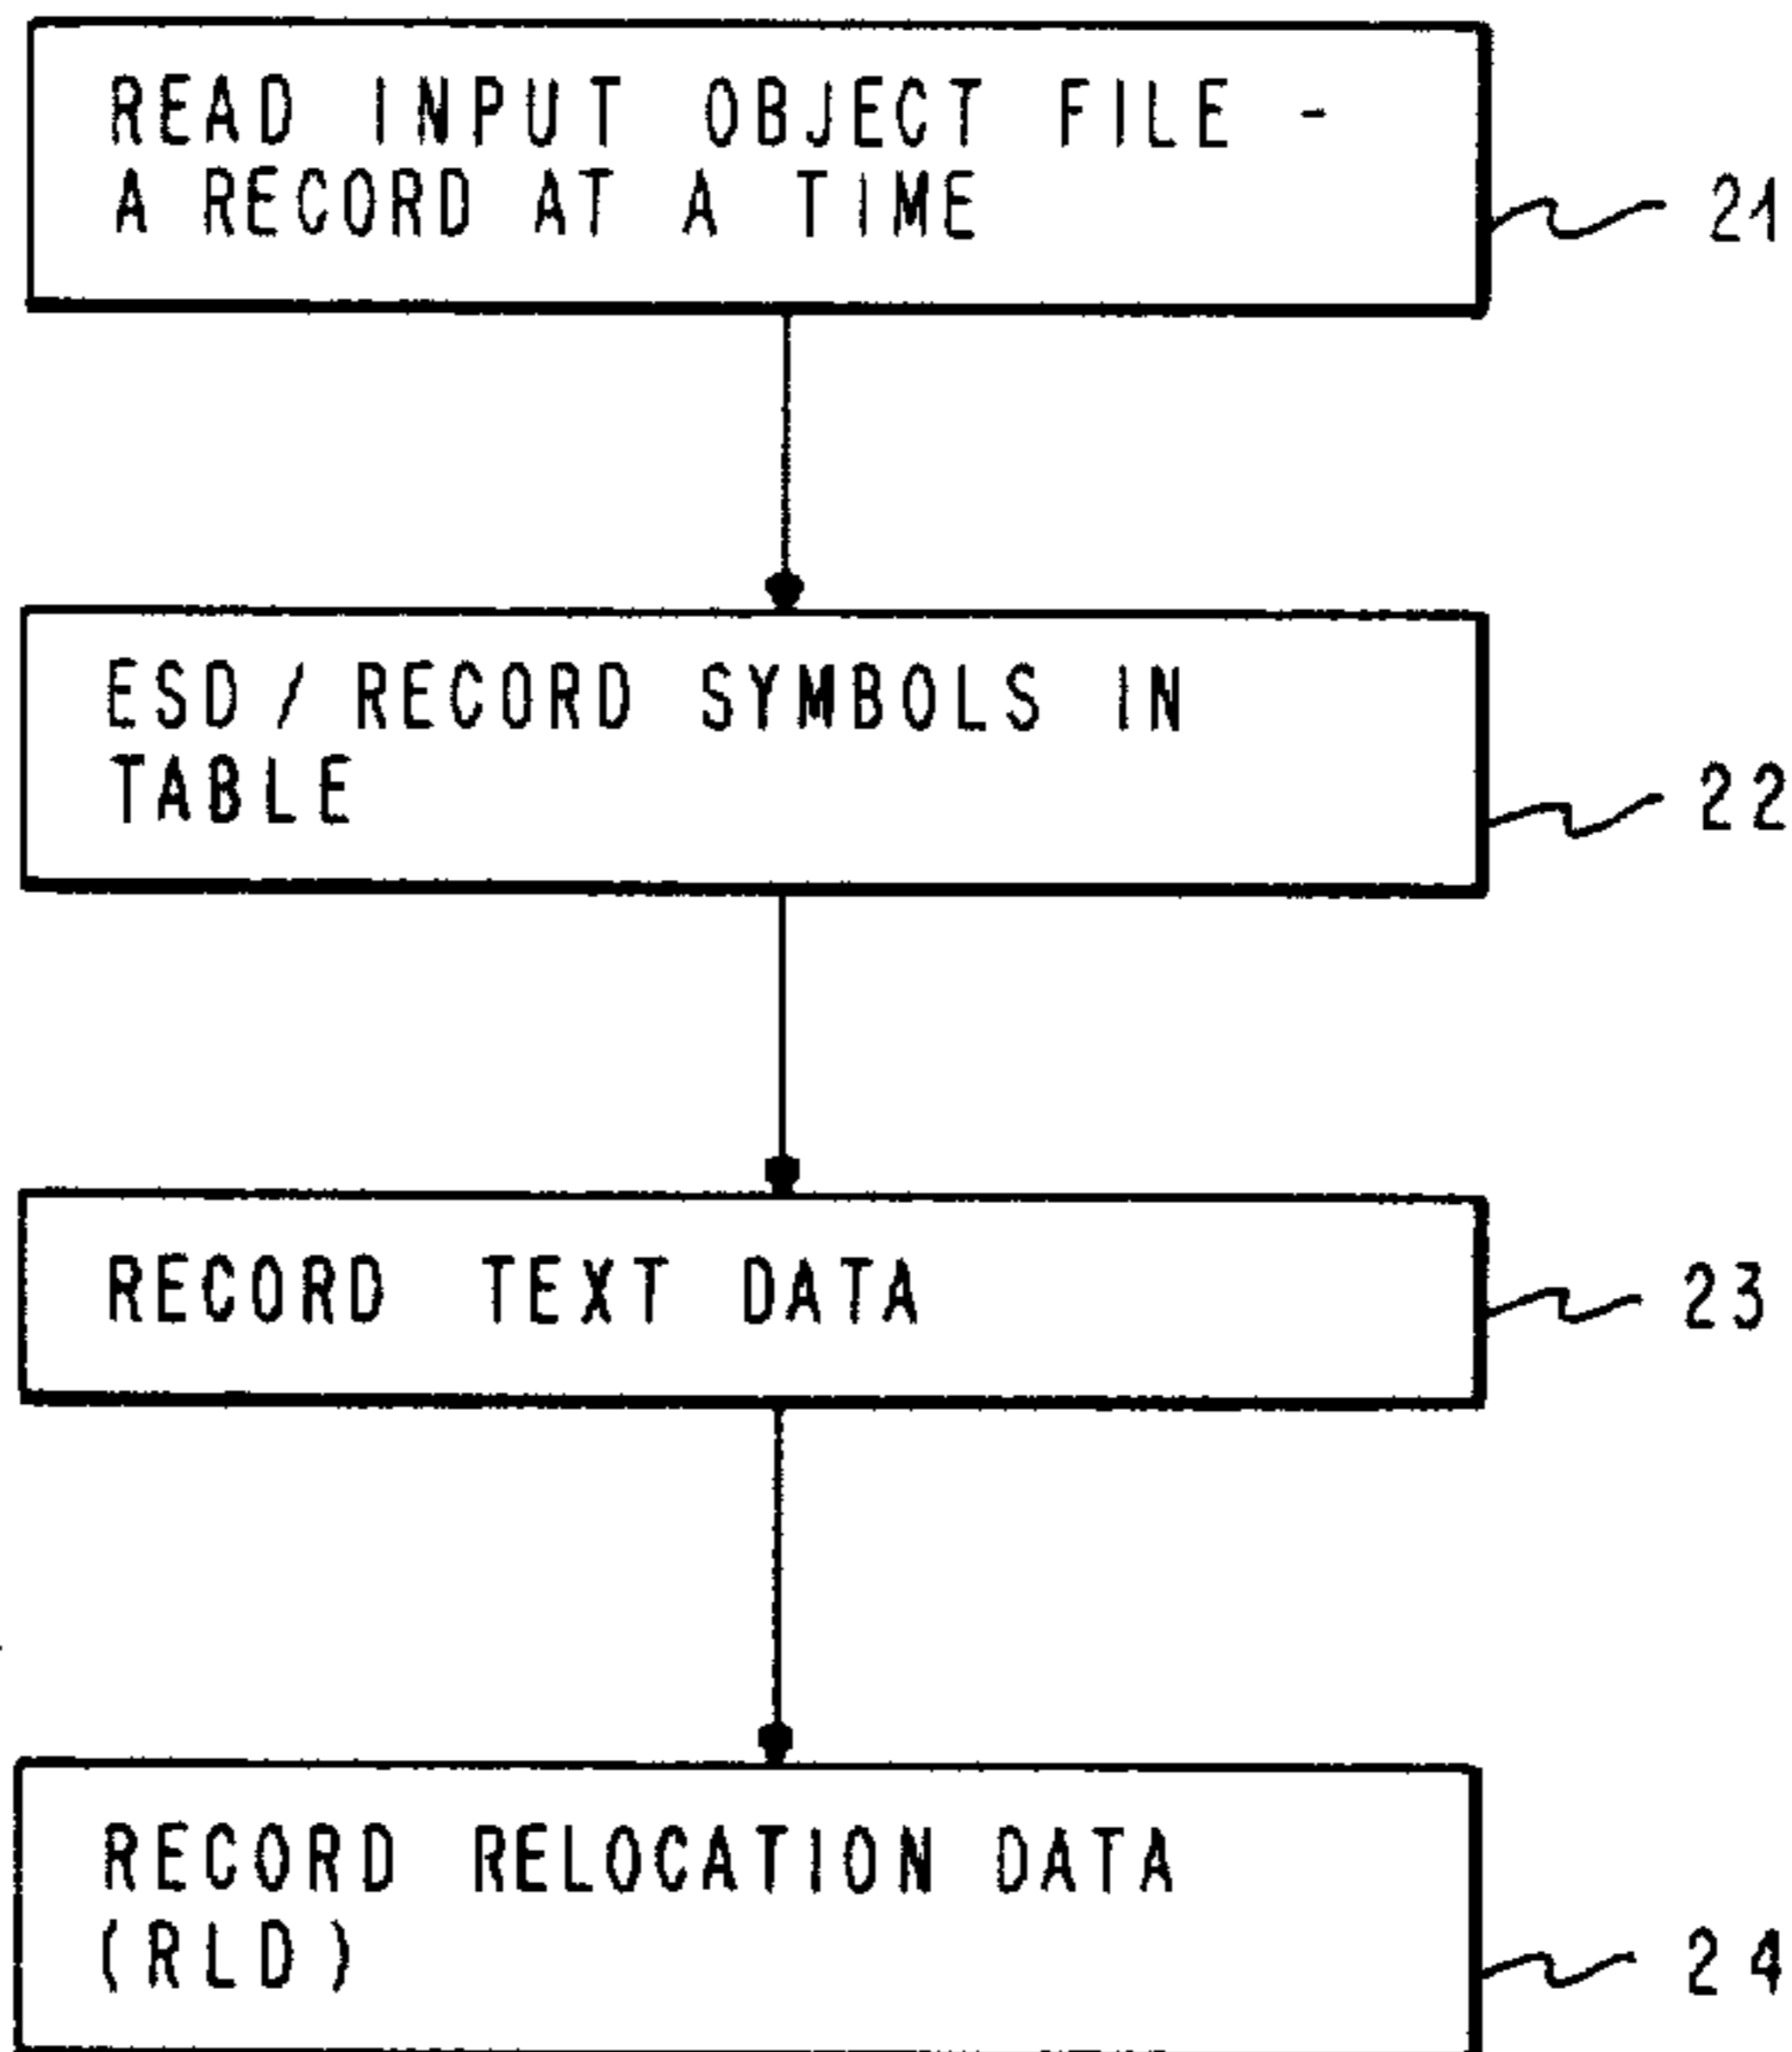 READ INPUT OBJECT FILE -
A RECORD AT A TIME
21
ESD/RECORD SYMBOLS IN
TABLE
22
RECORD TEXT DATA
23
RECORD RELOCATION DATA
(RLD)
24